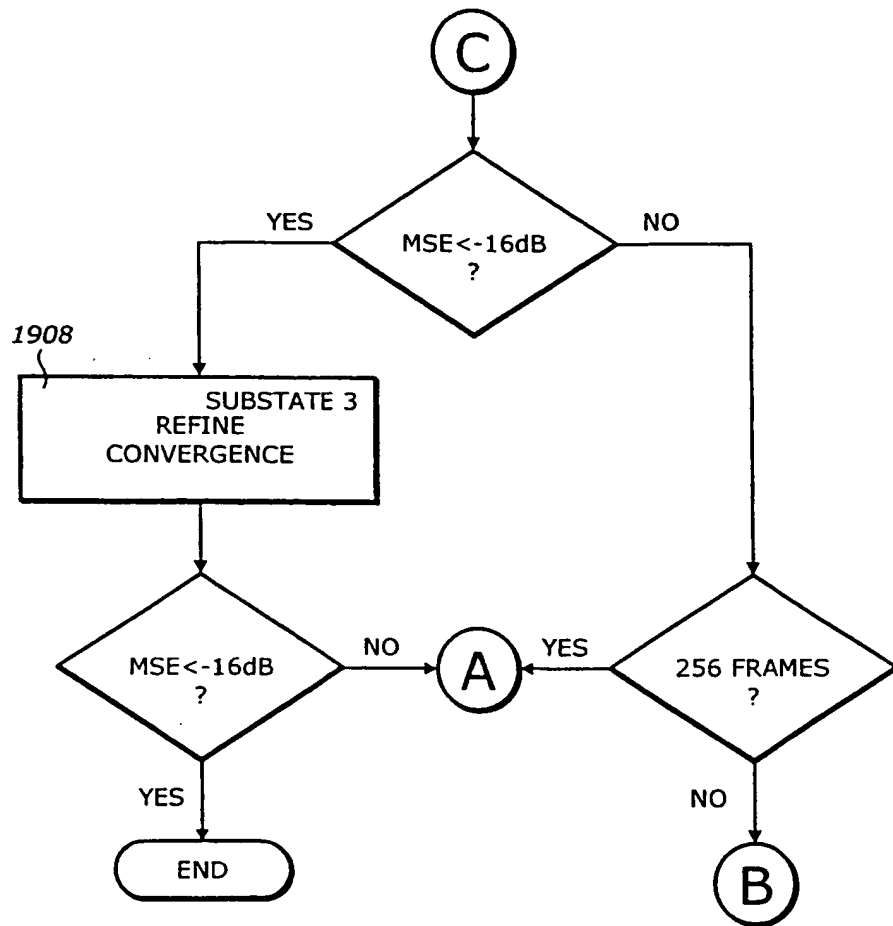 C
MSE<-16dB
?
YES
NO
1908
SUBSTATE 3
REFINE
CONVERGENCE
MSE<-16dB
?
NO
A
YES
256 FRAMES
?
YES
NO
END
B